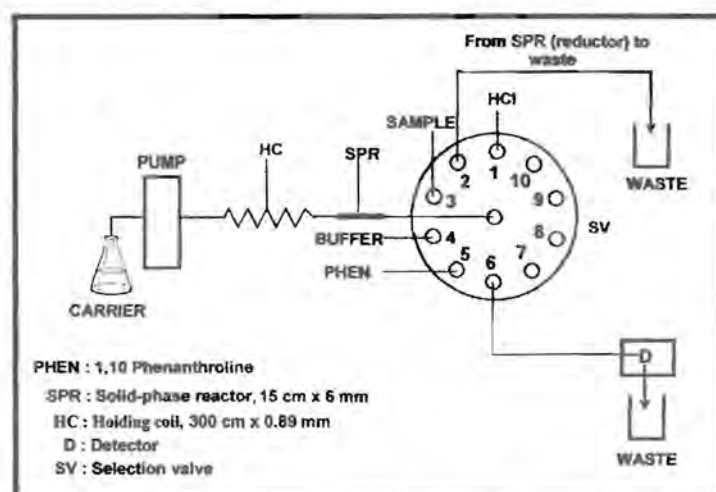 From SPR (reductor) to
waste
HCl
SAMPLE
HC
SPR
PUMP
1
2
10
3
9
WASTE
SV
BUFFER
4
8
5
6
7
PHEN
CARRIER
D
PHEN : 1,10 Phenanthroline
SPR : Solid-phase reactor, 15 cm x 6 mm
HC : Holding coil, 300 cm x 0.89 mm
D : Detector
SV : Selection valve
WASTE